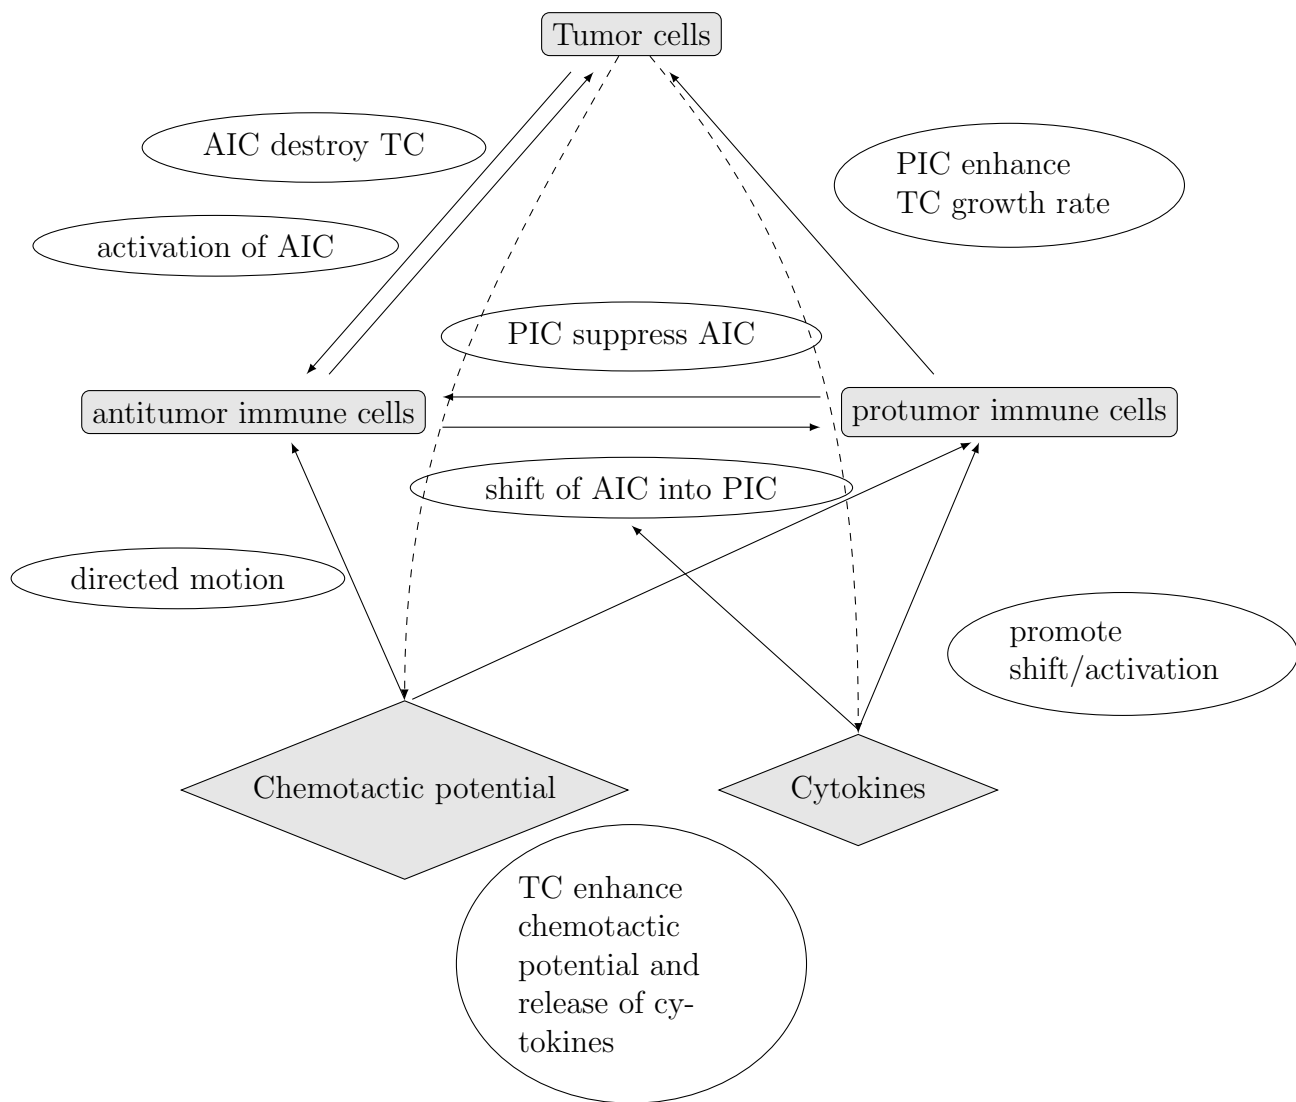 Tumor cells
AIC destroy TC
PIC enhance
TC growth rate
activation of AIC
PIC suppress AIC
antitumor immune cells
protumor immune cells
shift of AIC into PIC
directed motion
promote
shift/activation
Chemotactic potential
Cytokines
TC enhance
chemotactic
potential and
release of cy-
tokines